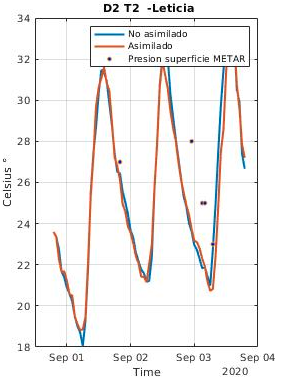 D2 T2 -Leticia
No asimilado
Asimilado
Presion superficie METAR
34
32
30
28
26
24
22
20
18
Celsius °
Sep 01 Sep 02 Sep 03 Sep 04
Time 2020